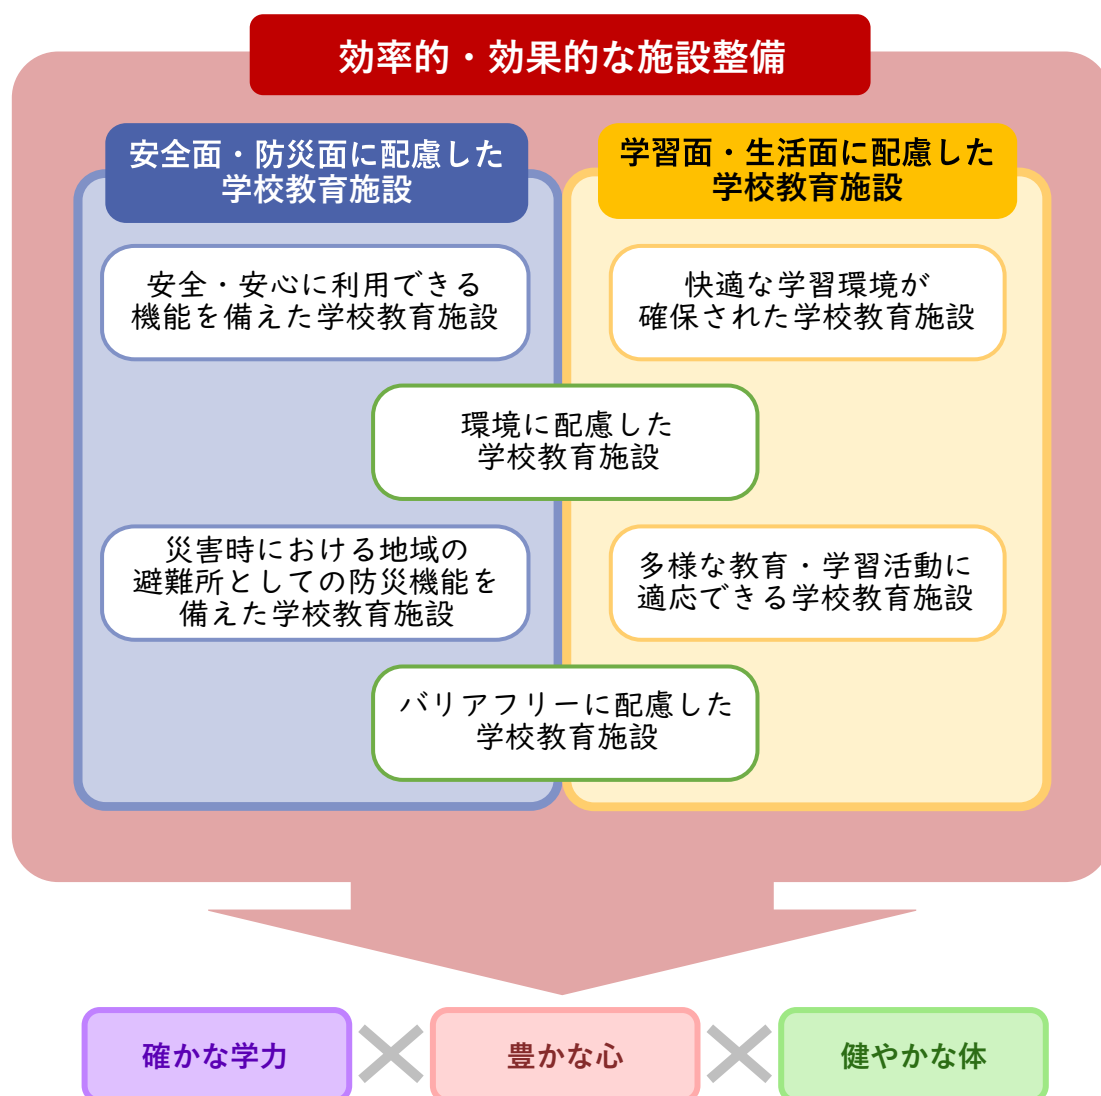 効率的・効果的な施設整備
安全面・防災面に配慮した
学校教育施設
学習面・生活面に配慮した
学校教育施設
安全・安心に利用できる
機能を備えた学校教育施設
快適な学習環境が
確保された学校教育施設
環境に配慮した
学校教育施設
災害時における地域の
避難所としての防災機能を
備えた学校教育施設
多様な教育・学習活動に
適応できる学校教育施設
バリアフリーに配慮した
学校教育施設
確かな学力
豊かな心
健やかな体